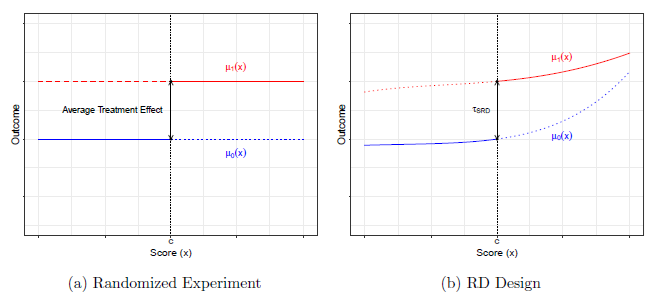 μ₁(x)
Average Treatment Effect
μ₀(x)
Outcome
c
Score (x)
(a) Randomized Experiment
μ₁(x)
τSRD
μ₀(x)
Outcome
c
Score (x)
(b) RD Design